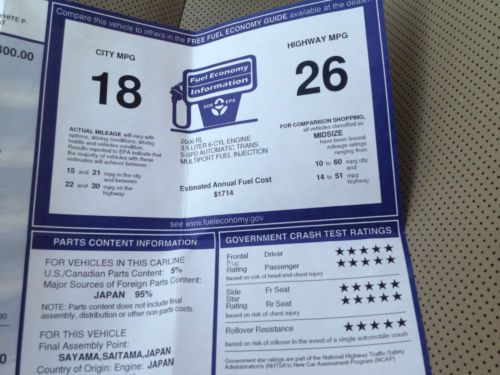 WHITE P.
300.00
Compare this vehicle to others in the FREE FUEL ECONOMY GUIDE available at the dealer
CITY MPG
18
Fuel Economy
Information
DOE EPA
HIGHWAY MPG
26
ACTUAL MILEAGE will vary with
options, driving conditions, driving
habits and vehicle's condition.
Results reported to EPA indicate that
the majority of vehicles with these
estimates will achieve between
15 and 21 mpg in the city
and between
22 and 30 mpg on the
highway
2006 RL
3.5 LITER 6-CYL ENGINE
5-SPD AUTOMATIC TRANS
MULTIPORT FUEL INJECTION
Estimated Annual Fuel Cost
$1714
FOR COMPARISON SHOPPING,
all vehicles classified as
MIDSIZE
have been issued
mileage ratings
ranging from
10 to 60 mpg city and
14 to 51 mpg highway
see www.fueleconomy.gov
PARTS CONTENT INFORMATION
FOR VEHICLES IN THIS CARLINE
U.S./Canadian Parts Content: 5%
Major Sources of Foreign Parts Content:
JAPAN 95%
NOTE: Parts content does not include final
assembly, distribution or other non-parts costs.
FOR THIS VEHICLE
Final Assembly Point:
SAYAMA,SAITAMA,JAPAN
Country of Origin: Engine: JAPAN
GOVERNMENT CRASH TEST RATINGS
Frontal Driver ★★★★★
Star Rating Passenger ★★★★★
based on risk of head and chest injury
Side Fr Seat ★★★★★
Star Rating Rr Seat ★★★★★
based on risk of chest injury
Rollover Resistance ★★★★★
based on risk of rollover in the event of a single automobile crash
Government star ratings are part of the National Highway Traffic Safety
Administration's (NHTSA's) New Car Assessment Program (NCAP).